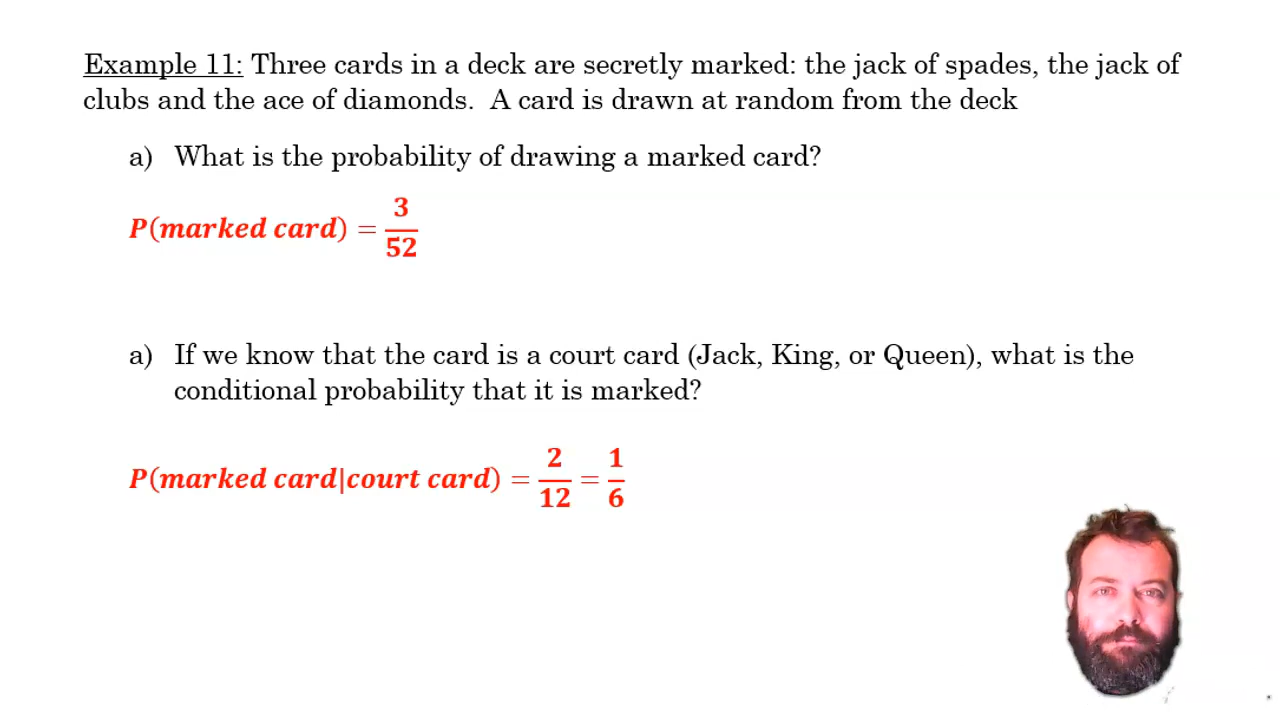 Example 11: Three cards in a deck are secretly marked: the jack of spades, the jack of
clubs and the ace of diamonds.  A card is drawn at random from the deck
a) What is the probability of drawing a marked card?
P(marked card) = 3/52
a) If we know that the card is a court card (Jack, King, or Queen), what is the
conditional probability that it is marked?
P(marked card|court card) = 2/12 = 1/6